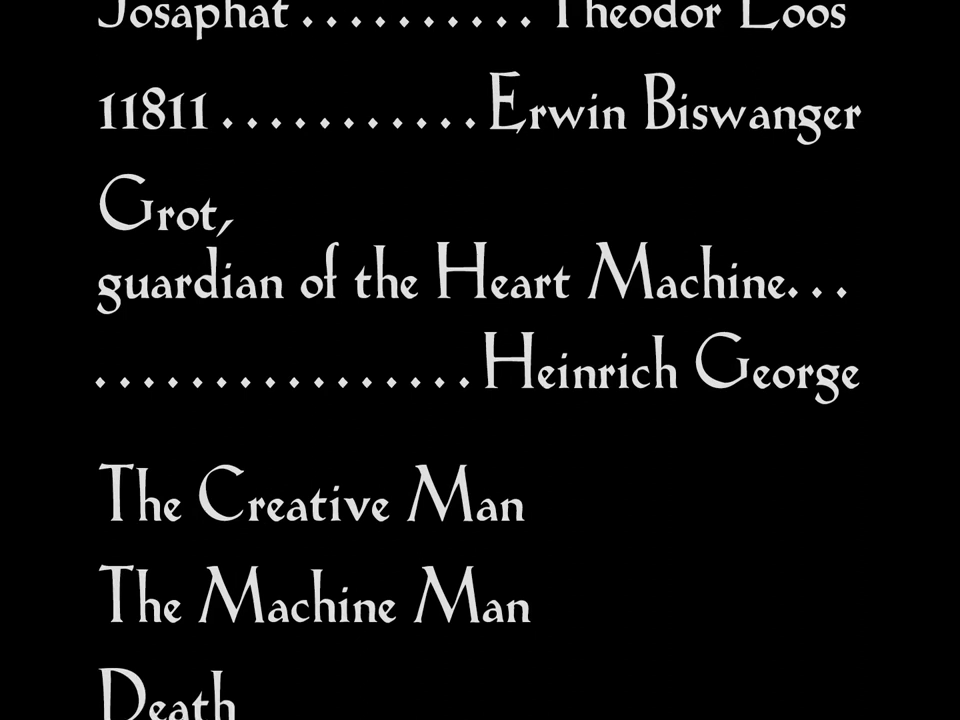 Josaphat .......... Theodor Loos
11811 ........... Erwin Biswanger
Grot,
guardian of the Heart Machine...
................ Heinrich George
The Creative Man
The Machine Man
Death